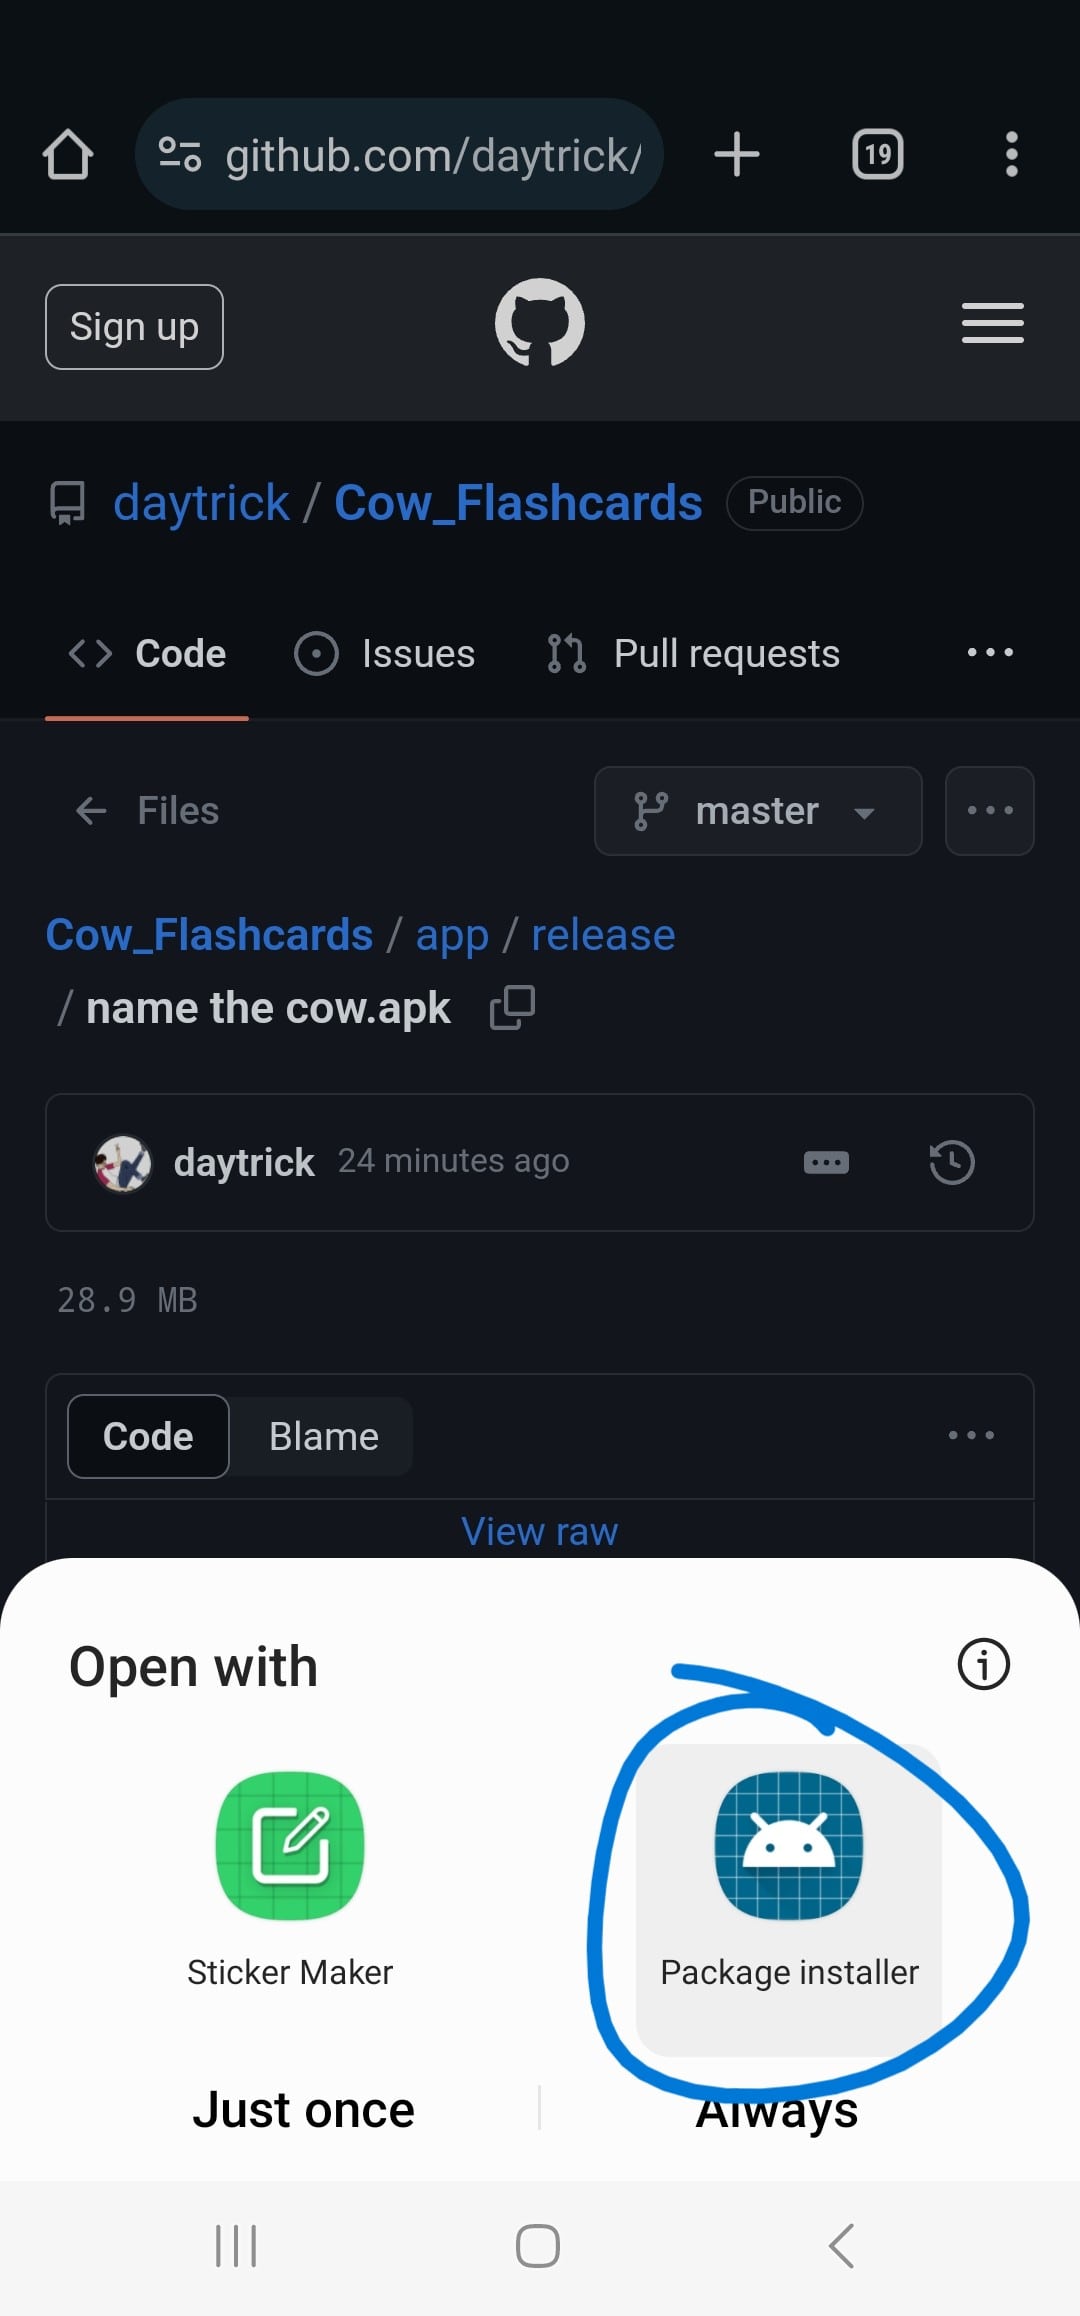 github.com/daytrick/
19
Sign up
daytrick / Cow_Flashcards Public
Code Issues Pull requests
Files master
Cow_Flashcards / app / release
/ name the cow.apk
daytrick 24 minutes ago
28.9 MB
Code Blame
View raw
Open with
Sticker Maker Package installer
Just once Always